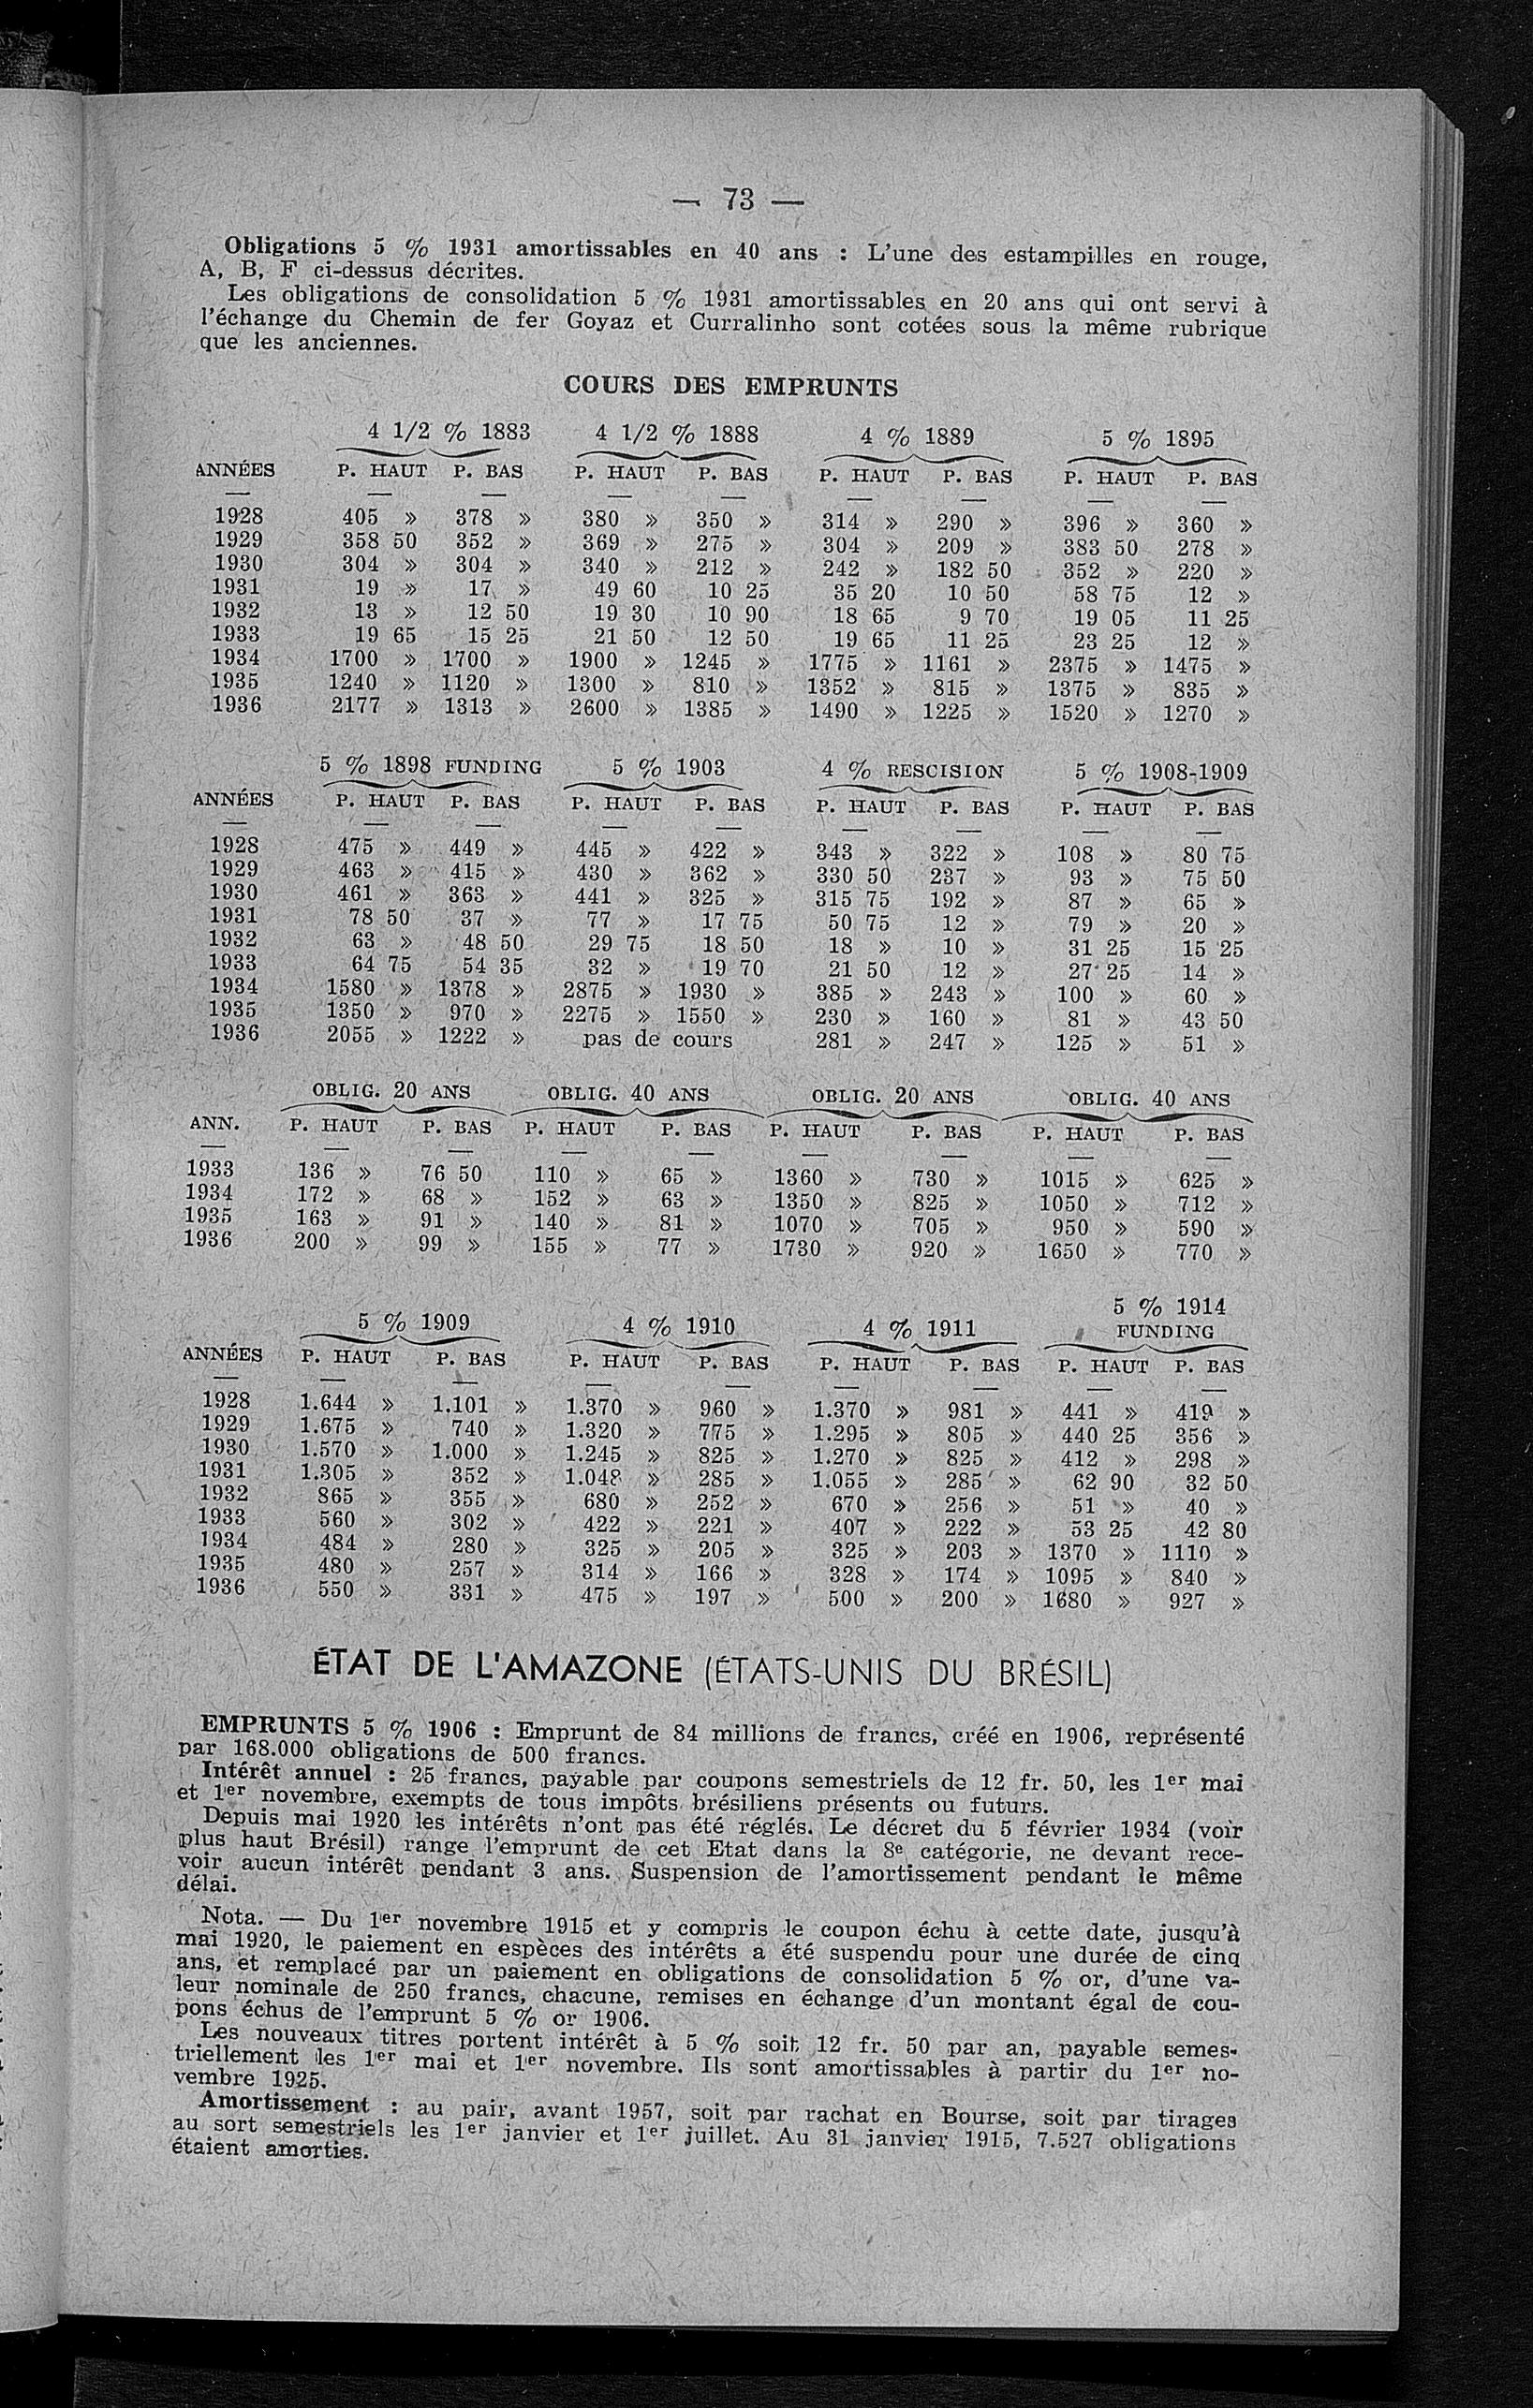 — 73 —
Obligations 5 % 1931 amortissables en 40 ans : L'une des estampilles en rouge,
A, B, F ci-dessus décrites.
Les obligations de consolidation 5 % 1931 amortissables en 20 ans qui ont servi à
l'échange du Chemin de fer Goyaz et Curralinho sont cotées sous la même rubrique
que les anciennes.
COURS DES EMPRUNTS
4 1/2 % 1883 4 1/2 % 1888 4 % 1889 5 % 1895
ANNÉES P. HAUT P. BAS P. HAUT P. BAS P. HAUT P. BAS P. HAUT P. BAS
1928 405 » 378 » 380 » 350 » 314 » 290 » 396 » 360 »
1929 358 50 352 » 369 » 275 » 304 » 209 » 383 50 278 »
1930 304 » 304 » 340 » 212 » 242 » 182 50 352 » 220 »
1931 19 » 17 » 49 60 10 25 35 20 10 50 58 75 12 »
1932 13 » 12 50 19 30 10 90 18 65 9 70 19 05 11 25
1933 19 65 15 25 21 50 12 50 19 65 11 25 23 25 12 »
1934 1700 » 1700 » 1900 » 1245 » 1775 » 1161 » 2375 » 1475 »
1935 1240 » 1120 » 1300 » 810 » 1352 » 815 » 1375 » 835 »
1936 2177 » 1313 » 2600 » 1385 » 1490 » 1225 » 1520 » 1270 »
5 % 1898 FUNDING 5 % 1903 4 % RESCISION 5 % 1908-1909
ANNÉES P. HAUT P. BAS P. HAUT P. BAS P. HAUT P. BAS P. HAUT P. BAS
1928 475 » 449 » 445 » 422 » 343 » 322 » 108 » 80 75
1929 463 » 415 » 430 » 362 » 330 50 237 » 93 » 75 50
1930 461 » 363 » 441 » 325 » 315 75 192 » 87 » 65 »
1931 78 50 37 » 77 » 17 75 50 75 12 » 79 » 20 »
1932 63 » 48 50 29 75 18 50 18 » 10 » 31 25 15 25
1933 64 75 54 35 32 » 19 70 21 50 12 » 27 25 14 »
1934 1580 » 1378 » 2875 » 1930 » 385 » 243 » 100 » 60 »
1935 1350 » 970 » 2275 » 1550 » 230 » 160 » 81 » 43 50
1936 2055 » 1222 » pas de cours 281 » 247 » 125 » 51 »
OBLIG. 20 ANS OBLIG. 40 ANS OBLIG. 20 ANS OBLIG. 40 ANS
ANN. P. HAUT P. BAS P. HAUT P. BAS P. HAUT P. BAS P. HAUT P. BAS
1933 136 » 76 50 110 » 65 » 1360 » 730 » 1015 » 625 »
1934 172 » 68 » 152 » 63 » 1350 » 825 » 1050 » 712 »
1935 163 » 91 » 140 » 81 » 1070 » 705 » 950 » 590 »
1936 200 » 99 » 155 » 77 » 1730 » 920 » 1650 » 770 »
5 % 1909 4 % 1910 4 % 1911 5 % 1914
FUNDING
ANNÉES P. HAUT P. BAS P. HAUT P. BAS P. HAUT P. BAS P. HAUT P. BAS
1928 1.644 » 1.101 » 1.370 » 960 » 1.370 » 981 » 441 » 419 »
1929 1.675 » 740 » 1.320 » 775 » 1.295 » 805 » 440 25 356 »
1930 1.570 » 1.000 » 1.245 » 825 » 1.270 » 825 » 412 » 298 »
1931 1.305 » 352 » 1.048 » 285 » 1.055 » 285 » 62 90 32 50
1932 865 » 355 » 680 » 252 » 670 » 256 » 51 » 40 »
1933 560 » 302 » 422 » 221 » 407 » 222 » 53 25 42 80
1934 484 » 280 » 325 » 205 » 325 » 203 » 1370 » 1110 »
1935 480 » 257 » 314 » 166 » 328 » 174 » 1095 » 840 »
1936 550 » 331 » 475 » 197 » 500 » 200 » 1680 » 927 »
ÉTAT DE L'AMAZONE (ÉTATS-UNIS DU BRÉSIL)
EMPRUNTS 5 % 1906 : Emprunt de 84 millions de francs, créé en 1906, représenté
par 168.000 obligations de 500 francs.
Intérêt annuel : 25 francs, payable par coupons semestriels de 12 fr. 50, les 1er mai
et 1er novembre, exempts de tous impôts brésiliens présents ou futurs.
Depuis mai 1920 les intérêts n'ont pas été réglés. Le décret du 5 février 1934 (voir
plus haut Brésil) range l'emprunt de cet Etat dans la 8e catégorie, ne devant rece-
voir aucun intérêt pendant 3 ans. Suspension de l'amortissement pendant le même
délai.
Nota. — Du 1er novembre 1915 et y compris le coupon échu à cette date, jusqu'à
mai 1920, le paiement en espèces des intérêts a été suspendu pour une durée de cinq
ans, et remplacé par un paiement en obligations de consolidation 5 % or, d'une va-
leur nominale de 250 francs, chacune, remises en échange d'un montant égal de cou-
pons échus de l'emprunt 5 % or 1906.
Les nouveaux titres portent intérêt à 5 % soit 12 fr. 50 par an, payable semes-
triellement les 1er mai et 1er novembre. Ils sont amortissables à partir du 1er no-
vembre 1925.
Amortissement : au pair, avant 1957, soit par rachat en Bourse, soit par tirages
au sort semestriels les 1er janvier et 1er juillet. Au 31 janvier 1915, 7.527 obligations
étaient amorties.